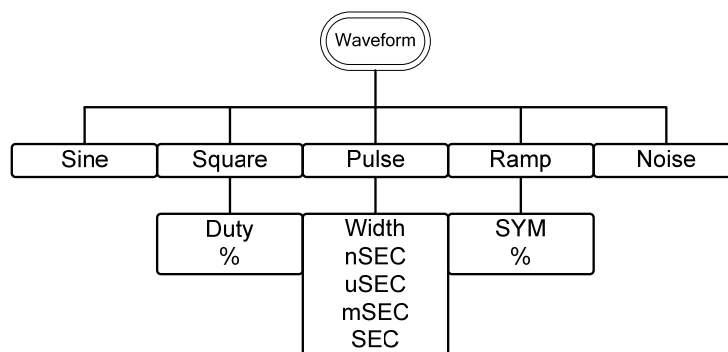 Waveform
Sine
Square
Pulse
Ramp
Noise
Duty
%
Width
nSEC
uSEC
mSEC
SEC
SYM
%